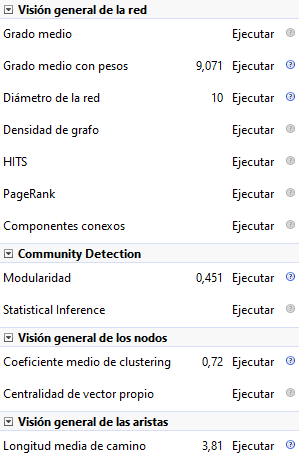 Visión general de la red
Grado medio Ejecutar
Grado medio con pesos 9,071 Ejecutar
Diámetro de la red 10 Ejecutar
Densidad de grafo Ejecutar
HITS Ejecutar
PageRank Ejecutar
Componentes conexos Ejecutar
Community Detection
Modularidad 0,451 Ejecutar
Statistical Inference Ejecutar
Visión general de los nodos
Coeficiente medio de clustering 0,72 Ejecutar
Centralidad de vector propio Ejecutar
Visión general de las aristas
Longitud media de camino 3,81 Ejecutar